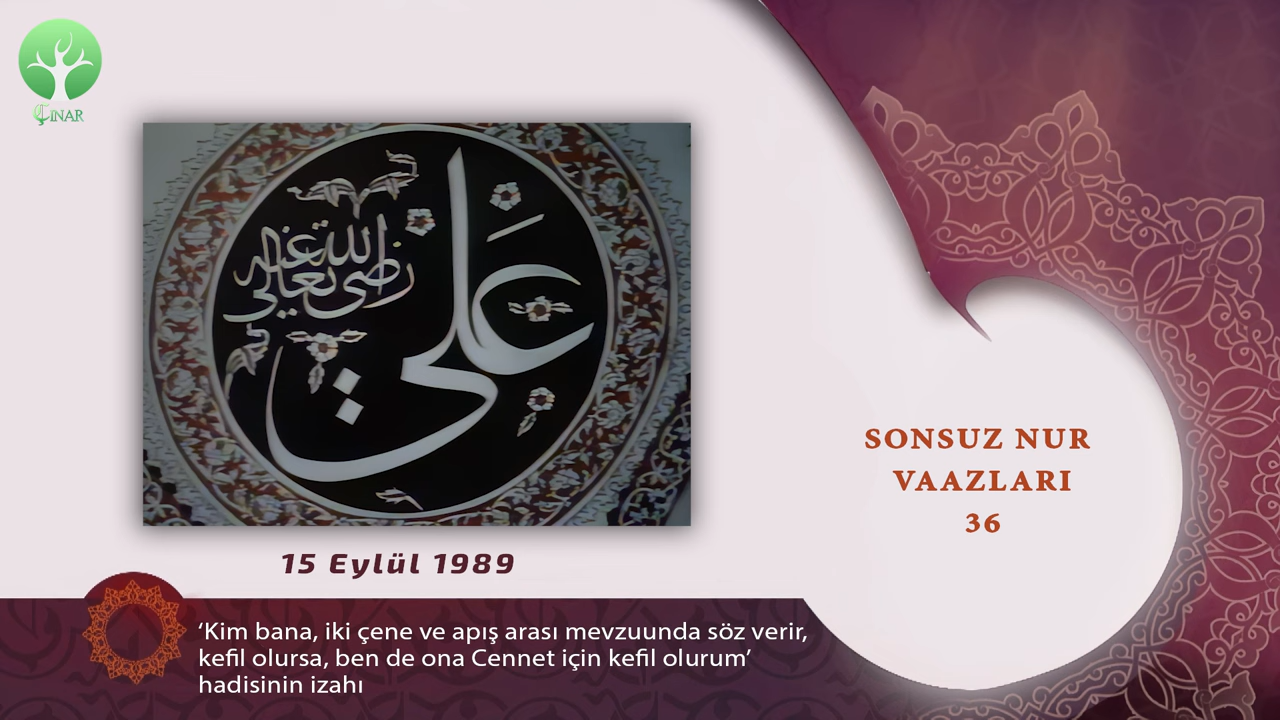 ÇINAR
علي
رضي الله
تعالى عنه
15 Eylül 1989
SONSUZ NUR
VAAZLARI
36
‘Kim bana, iki çene ve apış arası mevzuunda söz verir,
kefil olursa, ben de ona Cennet için kefil olurum’
hadisinin izahı